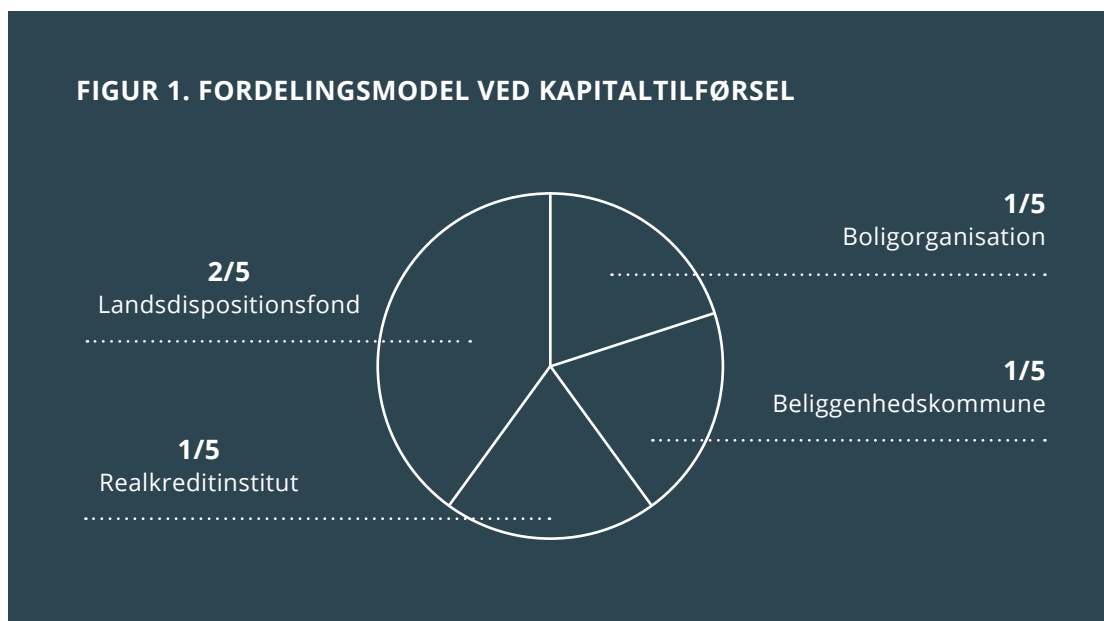 FIGUR 1. FORDELINGSMODEL VED KAPITALTILFØRSEL
1/5
Boligorganisation
2/5
Landsdispositionsfond
1/5
Beliggenhedskommune
1/5
Realkreditinstitut